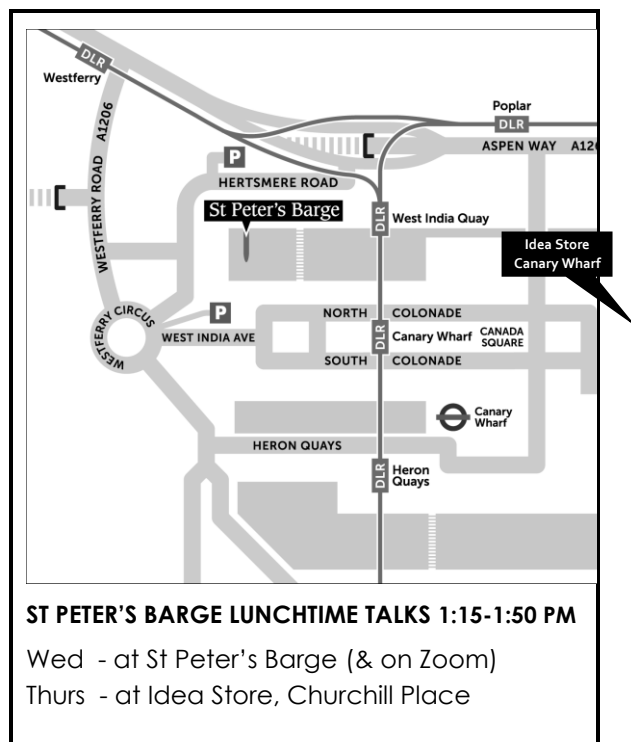 DLR
Westferry
Poplar
DLR
A1206
ASPEN WAY
P
HERTSMERE ROAD
WESTFERRY ROAD
St Peter's Barge
DLR
West India Quay
Idea Store
Canary Wharf
WESTFERRY CIRCUS
P
NORTH COLONADE
WEST INDIA AVE
DLR
Canary Wharf
CANADA
SQUARE
SOUTH COLONADE
Canary
Wharf
HERON QUAYS
DLR
Heron
Quays
ST PETER'S BARGE LUNCHTIME TALKS 1:15-1:50 PM
Wed - at St Peter's Barge (& on Zoom)
Thurs - at Idea Store, Churchill Place